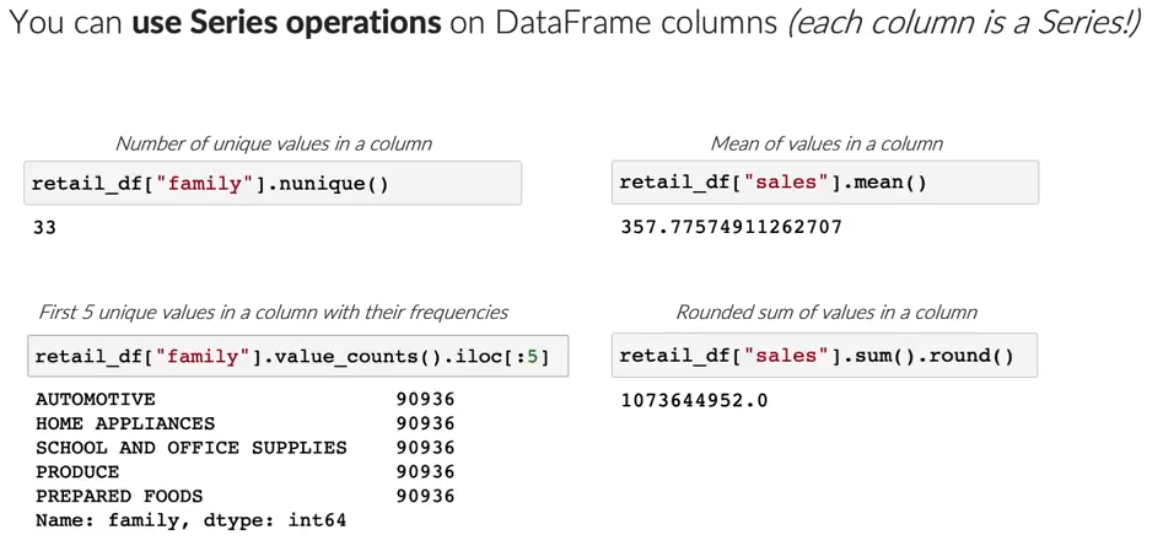 You can use Series operations on DataFrame columns (each column is a Series!)
Number of unique values in a column
retail_df["family"].nunique()
33
Mean of values in a column
retail_df["sales"].mean()
357.77574911262707
First 5 unique values in a column with their frequencies
retail_df["family"].value_counts().iloc[:5]
AUTOMOTIVE 90936
HOME APPLIANCES 90936
SCHOOL AND OFFICE SUPPLIES 90936
PRODUCE 90936
PREPARED FOODS 90936
Name: family, dtype: int64
Rounded sum of values in a column
retail_df["sales"].sum().round()
1073644952.0